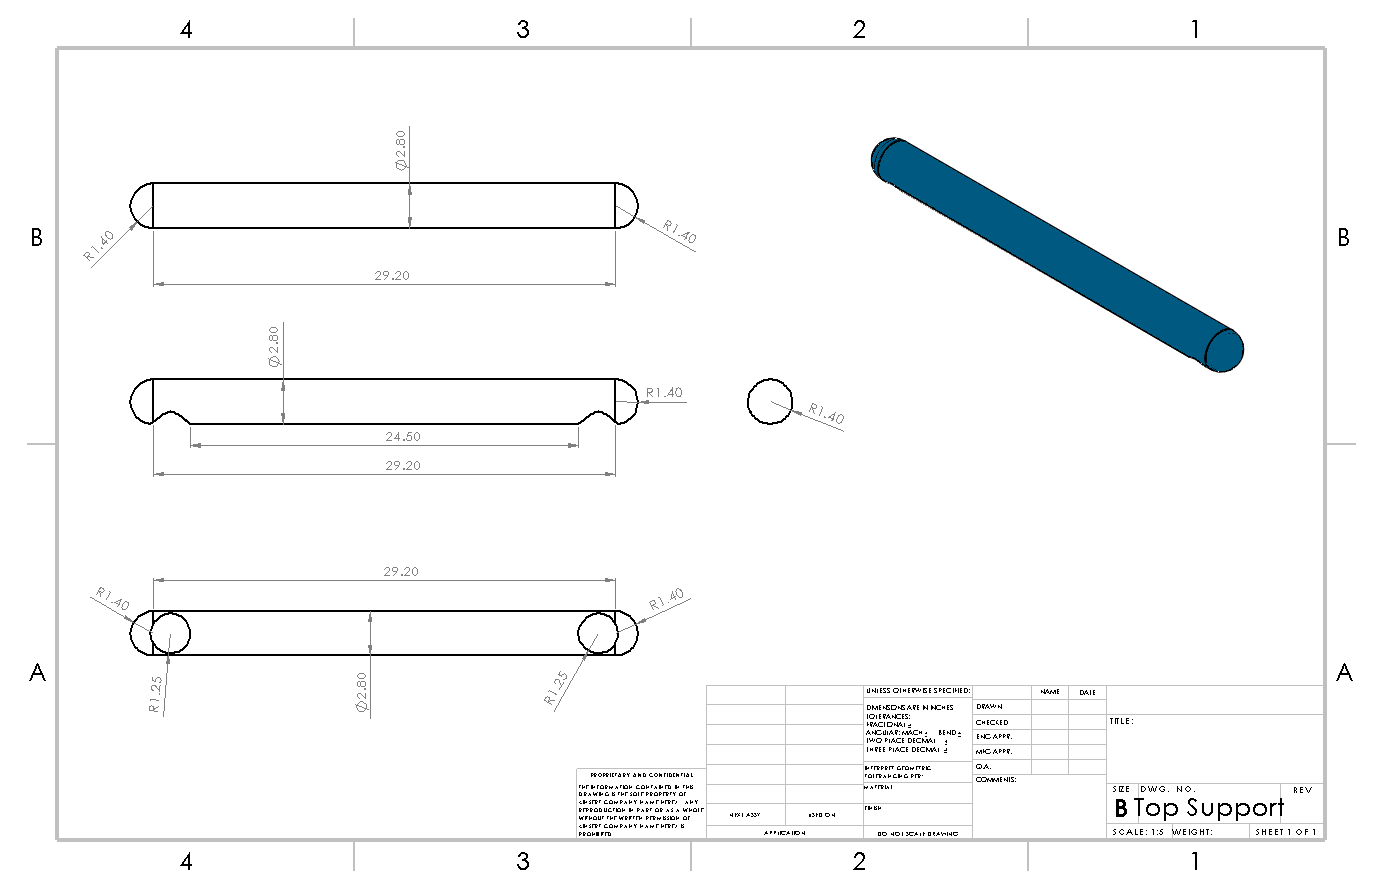 4 3 2 1
B B
A A
⌀2.80
R1.40
R1.40
29.20
⌀2.80
R1.40
R1.40
24.50
29.20
29.20
R1.40
R1.40
R1.25
⌀2.80
R1.25
PROPRIETARY AND CONFIDENTIAL
THE INFORMATION CONTAINED IN THIS
DRAWING IS THE SOLE PROPERTY OF
<INSERT COMPANY NAME HERE>. ANY
REPRODUCTION IN PART OR AS A WHOLE
WITHOUT THE WRITTEN PERMISSION OF
<INSERT COMPANY NAME HERE> IS
PROHIBITED.
NEXT ASSY USED ON
APPLICATION
UNLESS OTHERWISE SPECIFIED:
DIMENSIONS ARE IN INCHES
TOLERANCES:
FRACTIONAL ±
ANGULAR: MACH ± BEND ±
TWO PLACE DECIMAL ±
THREE PLACE DECIMAL ±
INTERPRET GEOMETRIC
TOLERANCING PER:
MATERIAL
FINISH
DO NOT SCALE DRAWING
NAME DATE
DRAWN
CHECKED
ENG APPR.
MFG APPR.
Q.A.
COMMENTS:
TITLE:
SIZE DWG. NO. REV
B Top Support
SCALE: 1:5 WEIGHT: SHEET 1 OF 1
4 3 2 1